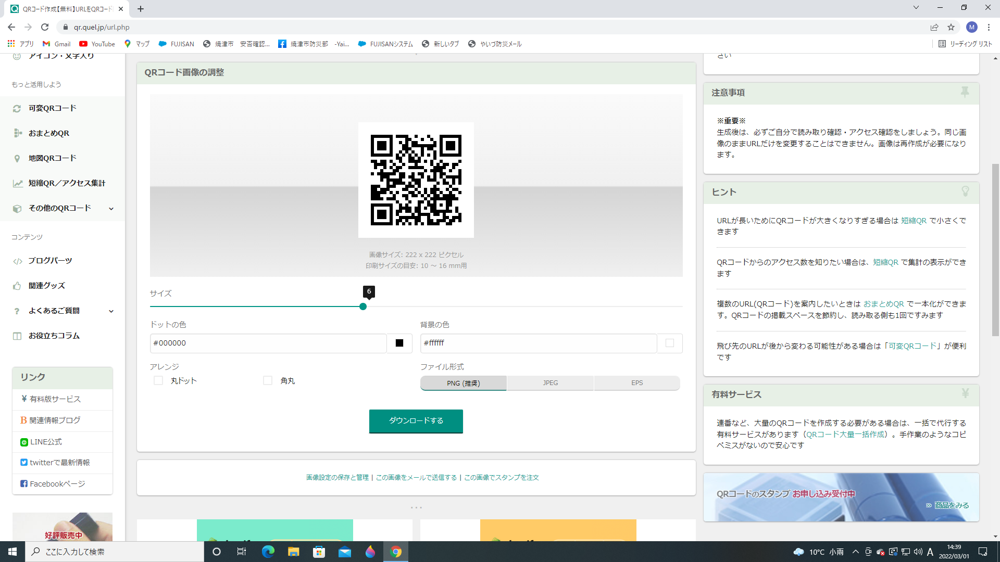 QRコード作成【無料】URLをQRコード
qr.quel.jp/url.php
M
アプリ
Gmail
YouTube
マップ
FUJISAN
焼津市 安否確認...
焼津市防災部 -Yai...
FUJISANシステム
新しいタブ
やいづ防災メール
リーディング リスト
アイコン・文字入り
もっと活用しよう
可変QRコード
おまとめQR
地図QRコード
短縮QR／アクセス集計
その他のQRコード
コンテンツ
ブログパーツ
関連グッズ
よくあるご質問
お役立ちコラム
リンク
有料版サービス
関連情報ブログ
LINE公式
twitterで最新情報
Facebookページ
好評販売中
QRコード画像の調整
画像サイズ: 222 x 222 ピクセル
印刷サイズの目安: 10 ～ 16 mm用
サイズ
6
ドットの色
#000000
背景の色
#ffffff
アレンジ
丸ドット
角丸
ファイル形式
PNG (推奨)
JPEG
EPS
ダウンロードする
画像設定の保存と管理 | この画像をメールで送信する | この画像でスタンプを注文
さい
注意事項
※重要※
生成後は、必ずご自分で読み取り確認・アクセス確認をしましょう。同じ画
像のままURLだけを変更することはできません。画像は再作成が必要になり
ます。
ヒント
URLが長いためにQRコードが大きくなりすぎる場合は 短縮QR で小さくで
きます
QRコードからのアクセス数を知りたい場合は、短縮QR で集計の表示ができ
ます
複数のURL(QRコード)を案内したいときは おまとめQR で一本化ができま
す。QRコードの掲載スペースを節約し、読み取る側も1回ですみます
飛び先のURLが後から変わる可能性がある場合は「可変QRコード」が便利
です
有料サービス
¥
連番など、大量のQRコードを作成する必要がある場合は、一括で代行する
有料サービスがあります（QRコード大量一括作成）。手作業のようなコピ
ペミスがないので安心です
QRコードのスタンプ お申し込み受付中
» 商品をみる
ここに入力して検索
10°C 小雨
A
14:39
2022/03/01